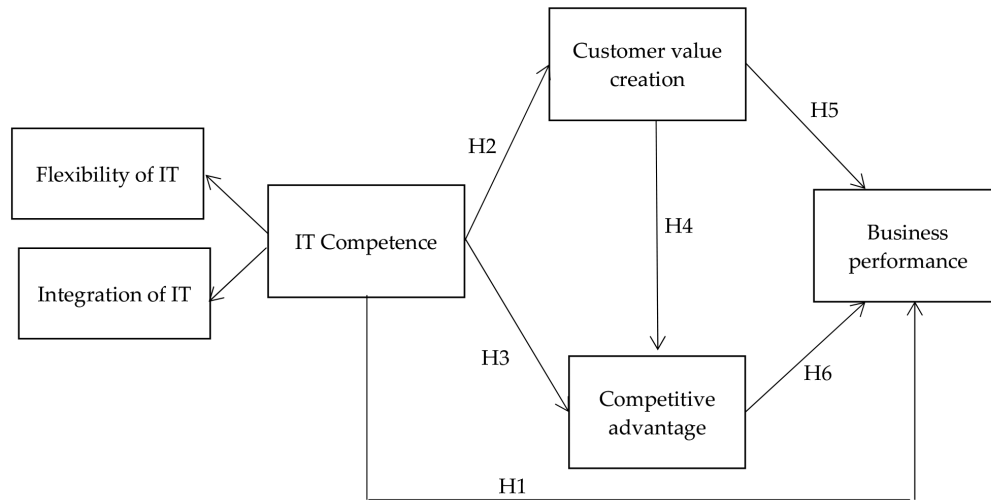 Customer value
creation
H5
H2
Flexibility of IT
IT Competence
H4
Business
performance
Integration of IT
H3
H6
Competitive
advantage
H1